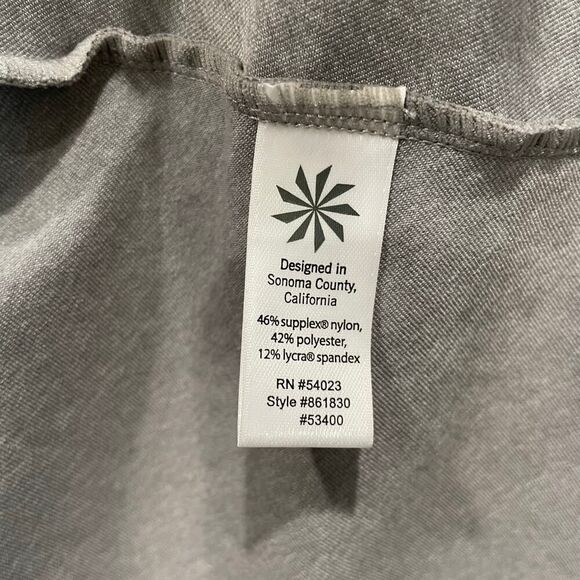 Designed in
Sonoma County,
California
46% supplex® nylon,
42% polyester,
12% lycra® spandex
RN #54023
Style #861830
#53400